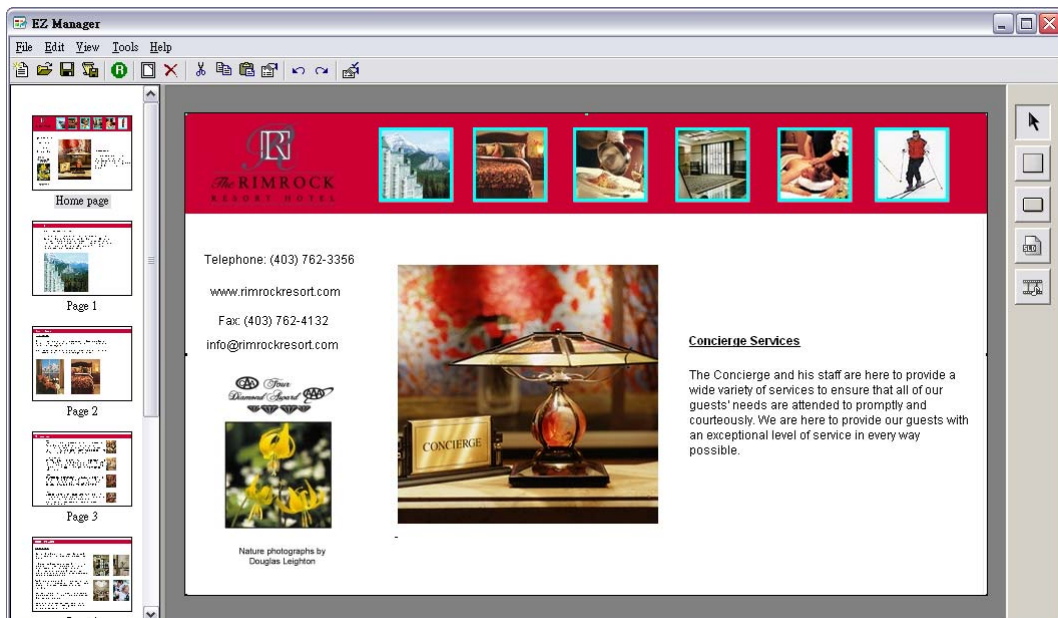 EZ Manager
File Edit View Tools Help
R
Home page
Page 1
Page 2
Page 3
R
The RIMROCK
RESORT HOTEL
Telephone: (403) 762-3356
www.rimrockresort.com
Fax: (403) 762-4132
info@rimrockresort.com
AAA Four AAA
Diamond Award
CONCIERGE
Nature photographs by
Douglas Leighton
Concierge Services
The Concierge and his staff are here to provide a
wide variety of services to ensure that all of our
guests' needs are attended to promptly and
courteously. We are here to provide our guests with
an exceptional level of service in every way
possible.